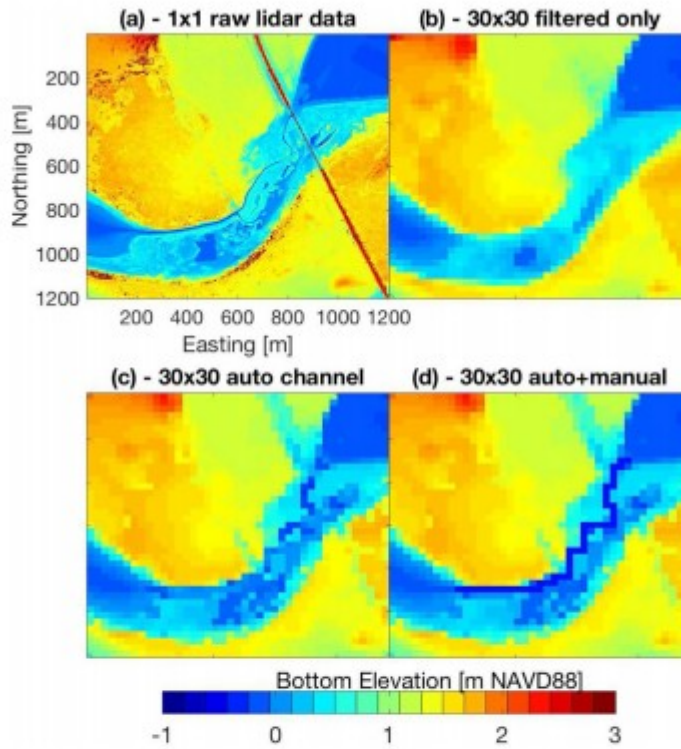 (a) - 1x1 raw lidar data
(b) - 30x30 filtered only
Northing [m]
200
400
600
800
1000
1200
200 400 600 800 1000 1200
Easting [m]
(c) - 30x30 auto channel
(d) - 30x30 auto+manual
Bottom Elevation [m NAVD88]
-1 0 1 2 3